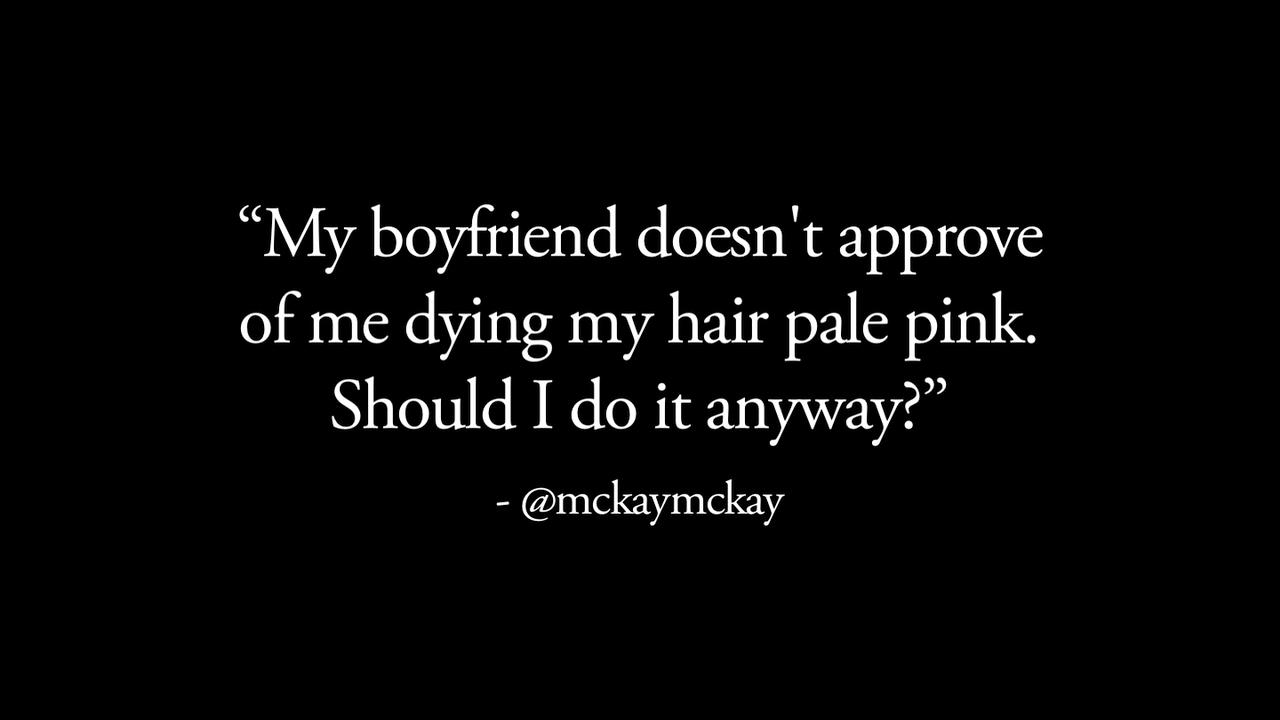 “My boyfriend doesn't approve
of me dying my hair pale pink.
Should I do it anyway?”
- @mckaymckay